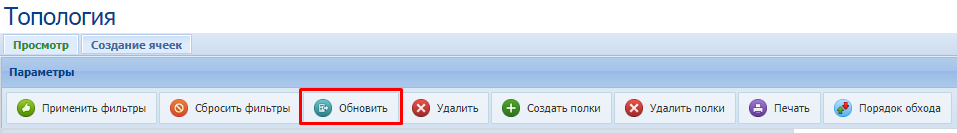 Топология
Просмотр Создание ячеек
Параметры
Применить фильтры Сбросить фильтры Обновить Удалить Создать полки Удалить полки Печать Порядок обхода